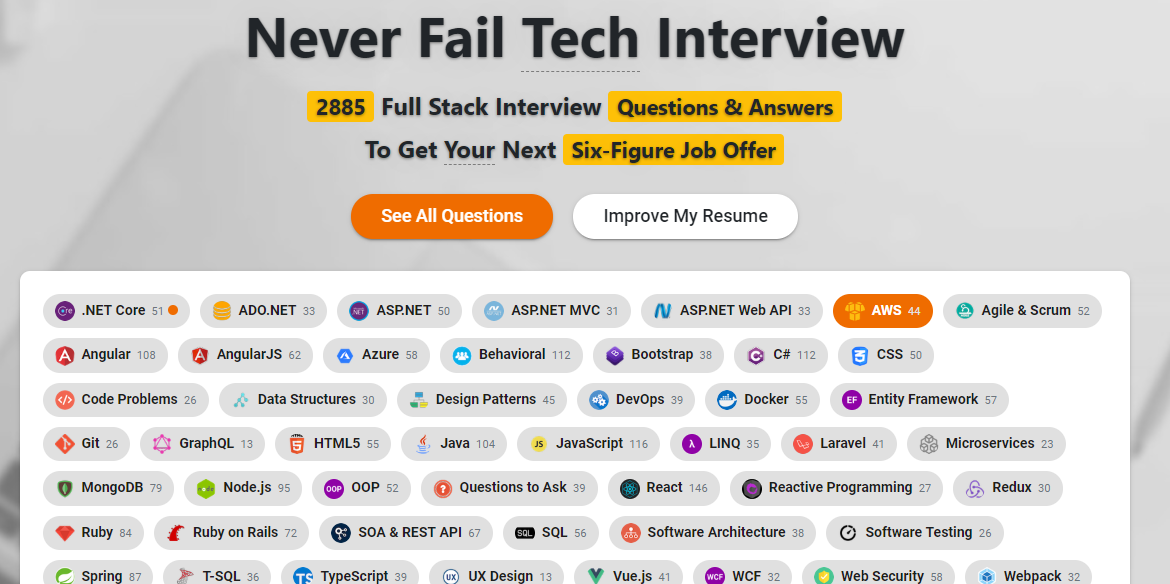 Never Fail Tech Interview
2885 Full Stack Interview Questions & Answers
To Get Your Next Six-Figure Job Offer
See All Questions Improve My Resume
.NET Core 51 ADO.NET 33 ASP.NET 50 ASP.NET MVC 31 ASP.NET Web API 33 AWS 44 Agile & Scrum 52
Angular 108 AngularJS 62 Azure 58 Behavioral 112 Bootstrap 38 C# 112 CSS 50
Code Problems 26 Data Structures 30 Design Patterns 45 DevOps 39 Docker 55 EF Entity Framework 57
Git 26 GraphQL 13 HTML5 55 Java 104 JS JavaScript 116 λ LINQ 35 Laravel 41 Microservices 23
MongoDB 79 Node.js 95 OOP OOP 52 Questions to Ask 39 React 146 Reactive Programming 27 Redux 30
Ruby 84 Ruby on Rails 72 SOA & REST API 67 SQL SQL 56 Software Architecture 38 Software Testing 26
Spring 87 T-SQL 36 TS TypeScript 39 UX UX Design 13 Vue.js 41 WCF WCF 32 Web Security 58 Webpack 32